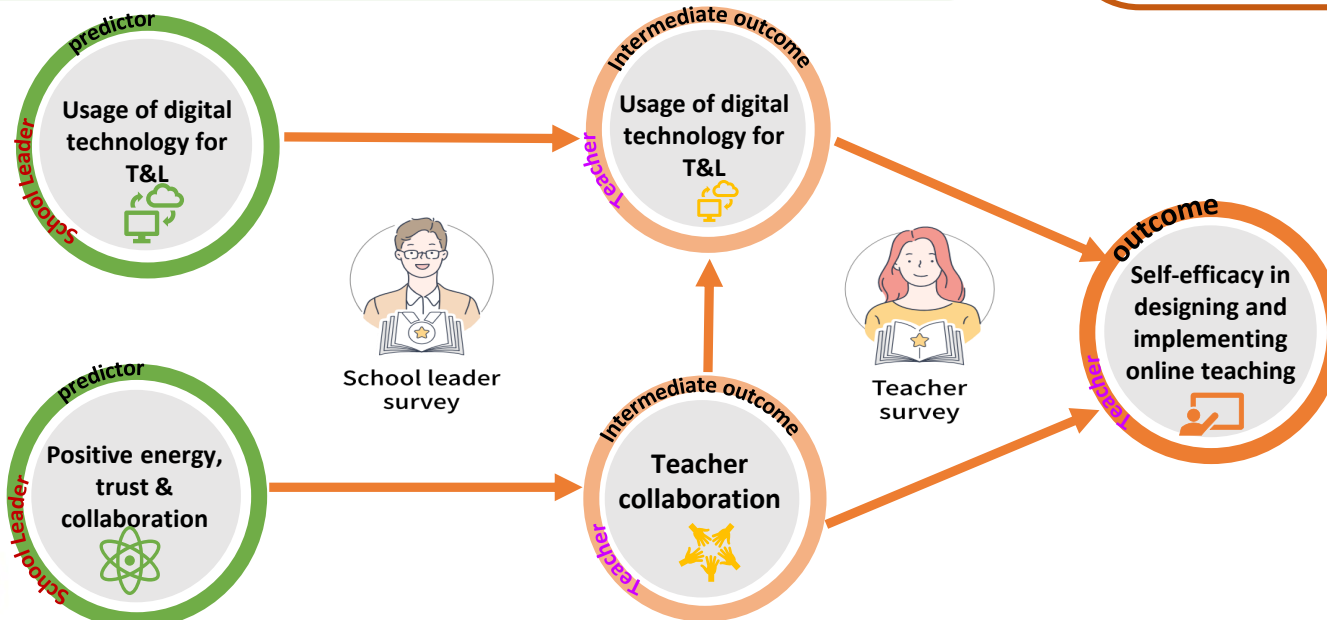 predictor
School Leader
Usage of digital
technology for
T&L
Intermediate outcome
Teacher
Usage of digital
technology for
T&L
School leader
survey
Teacher
survey
outcome
Teacher
Self-efficacy in
designing and
implementing
online teaching
predictor
School Leader
Positive energy,
trust &
collaboration
Intermediate outcome
Teacher
Teacher
collaboration